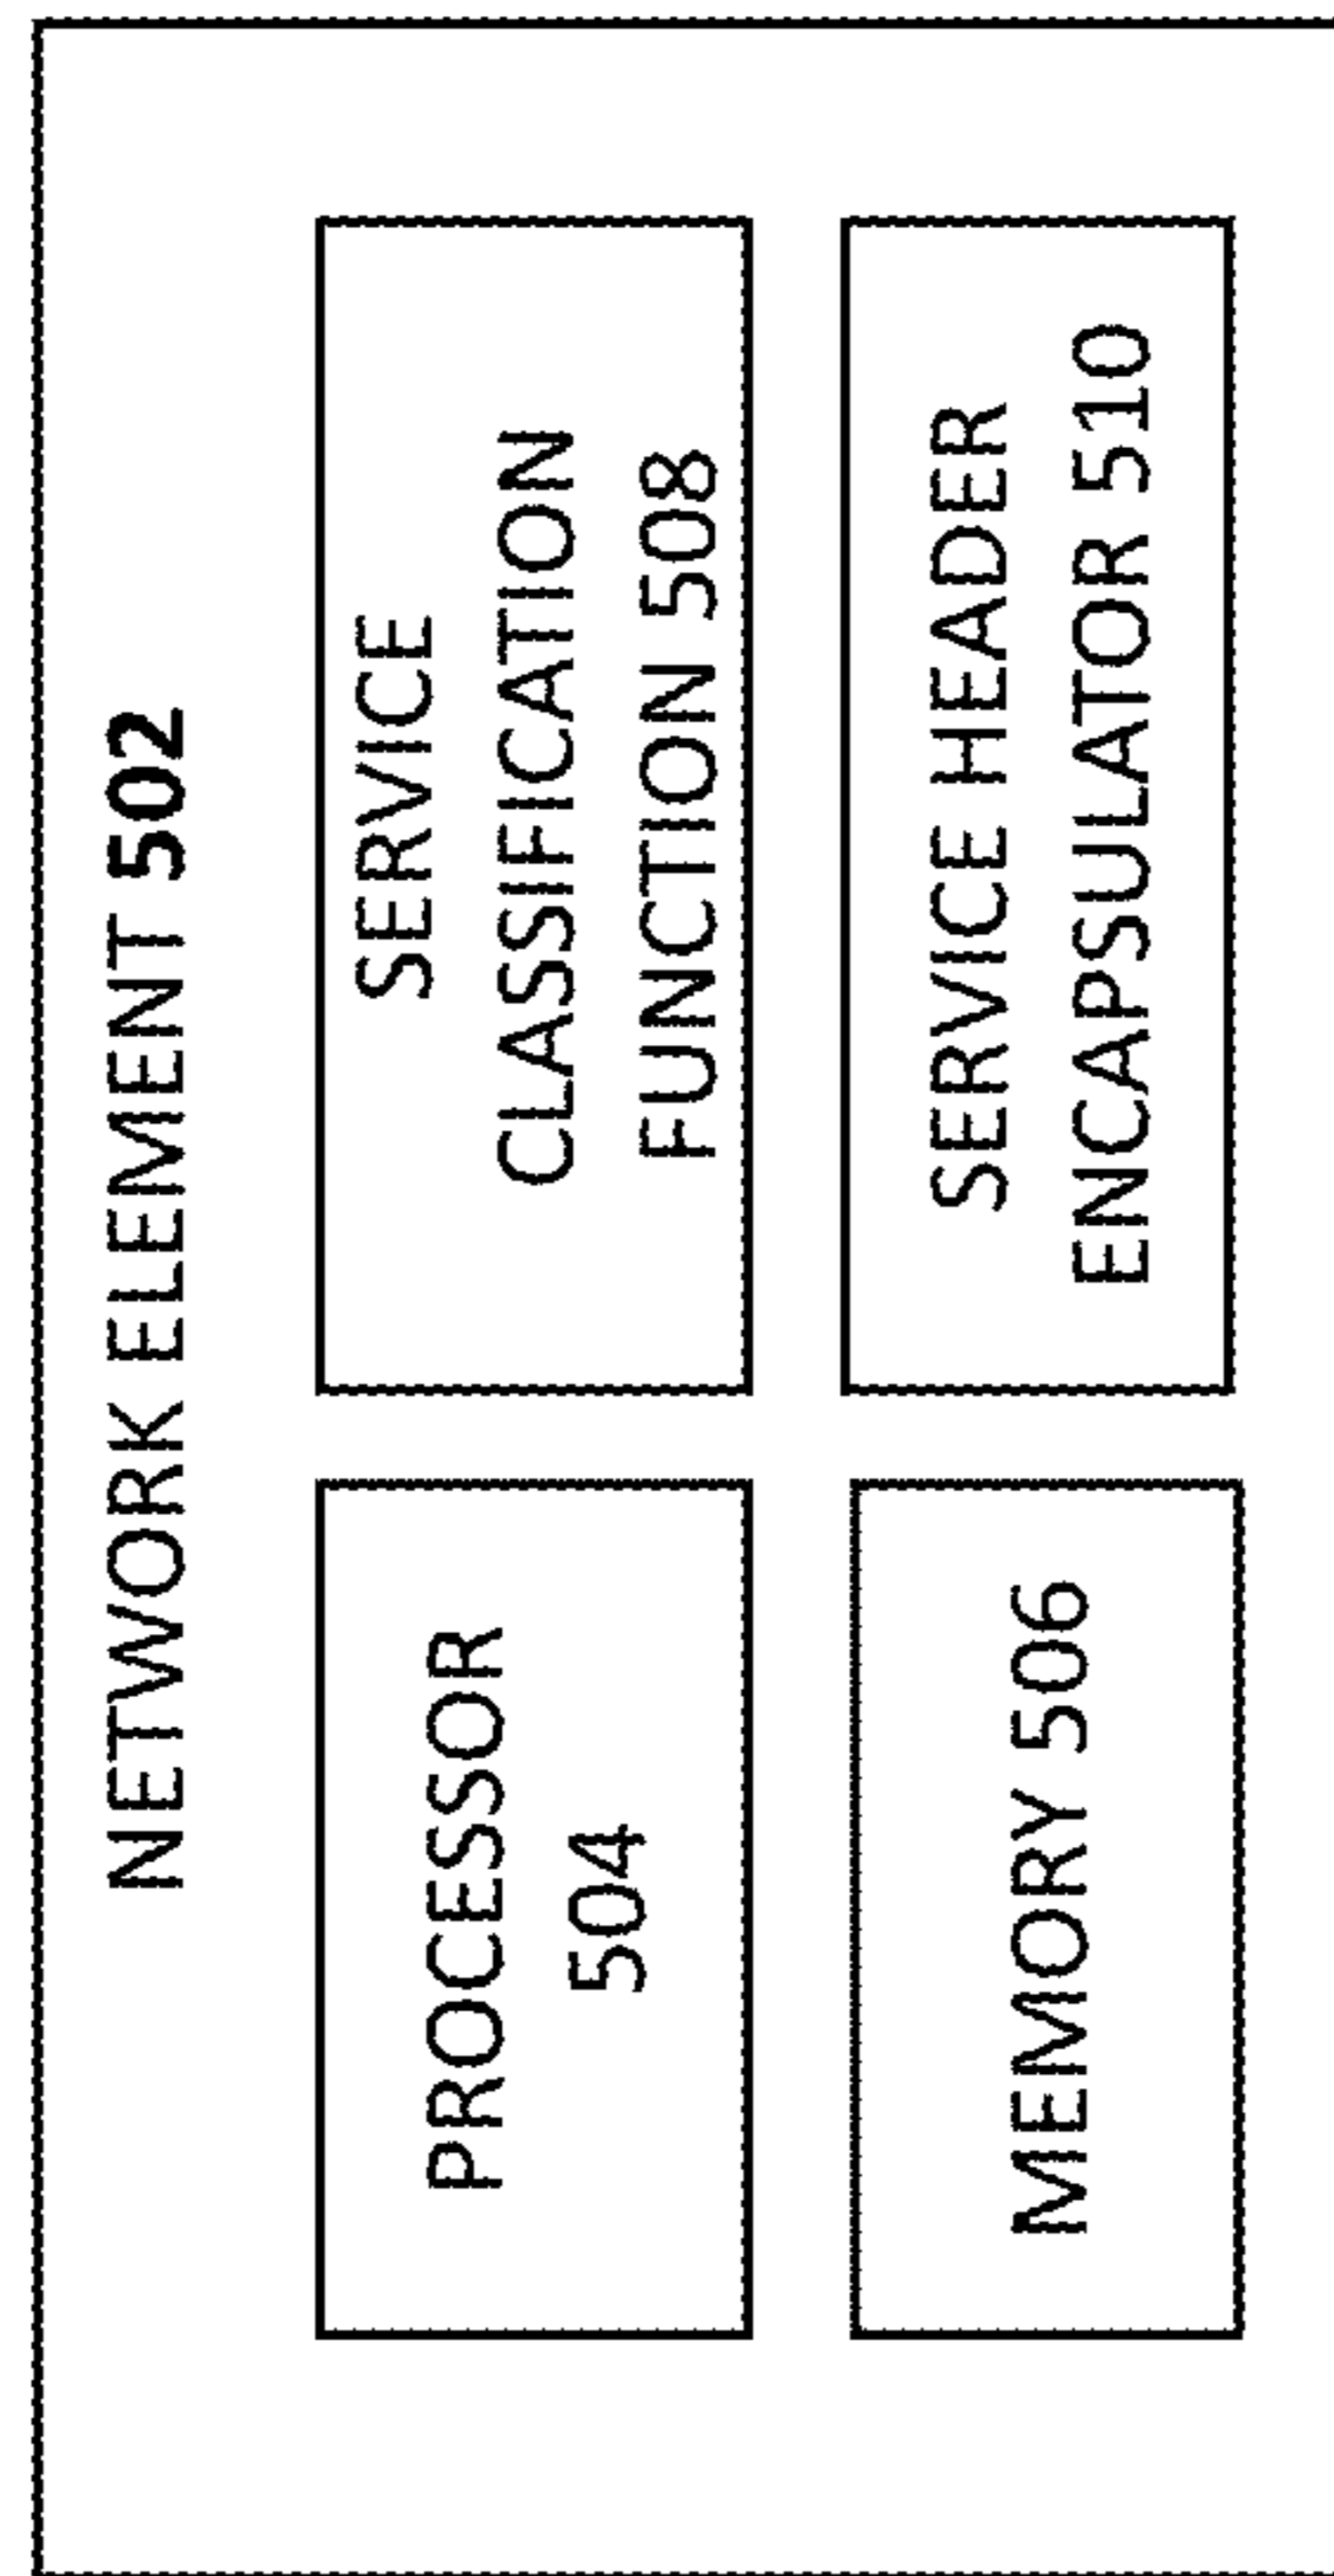 NETWORK ELEMENT 502
PROCESSOR
504
SERVICE
CLASSIFICATION
FUNCTION 508
MEMORY 506
SERVICE HEADER
ENCAPSULATOR 510